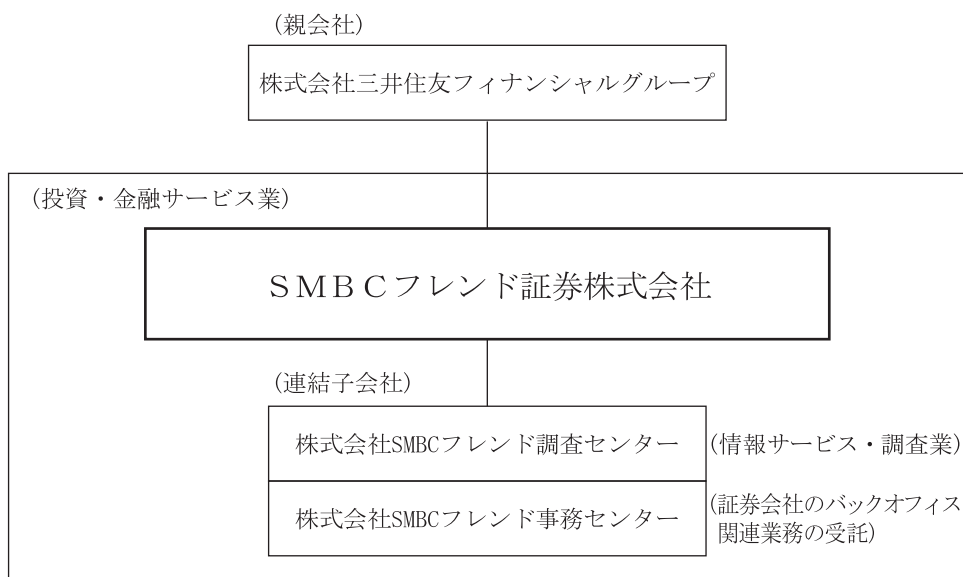 (親会社)
株式会社三井住友フィナンシャルグループ
(投資・金融サービス業)
ＳＭＢＣフレンド証券株式会社
(連結子会社)
株式会社SMBCフレンド調査センター
(情報サービス・調査業)
株式会社SMBCフレンド事務センター
(証券会社のバックオフィス
関連業務の受託)